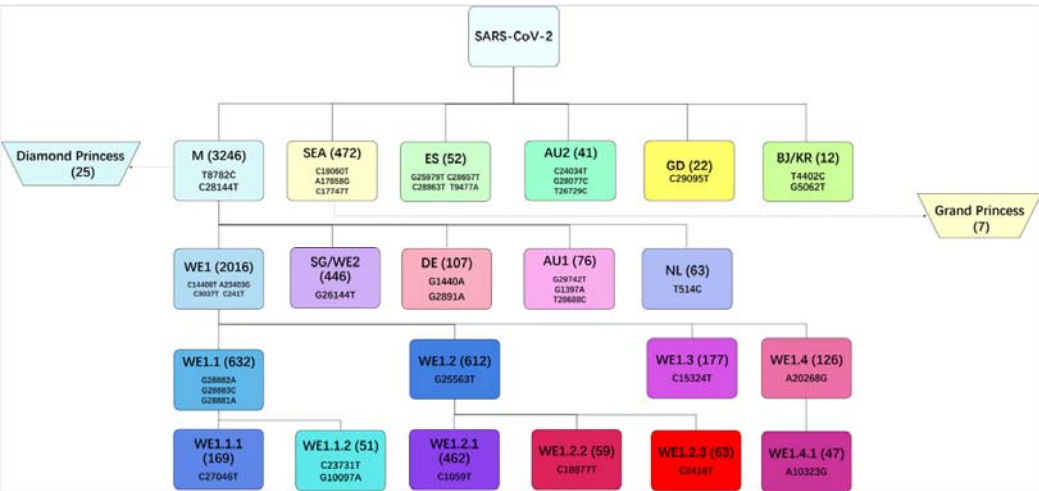 SARS-CoV-2
Diamond Princess
(25)
M (3246)
T8782C
C28144T
SEA (472)
C18060T
A17858G
C17747T
ES (52)
G25979T C28657T
C28863T T9477A
AU2 (41)
C24034T
G28077C
T26729C
GD (22)
C29095T
BJ/KR (12)
T4402C
G5062T
Grand Princess
(7)
WE1 (2016)
C14408T A23403G
C3037T C241T
SG/WE2
(446)
G26144T
DE (107)
G1440A
G2891A
AU1 (76)
G29742T
G1397A
T28688C
NL (63)
T514C
WE1.1 (632)
G28882A
G28883C
G28881A
WE1.2 (612)
G25563T
WE1.3 (177)
C15324T
WE1.4 (126)
A20268G
WE1.1.1
(169)
C27046T
WE1.1.2 (51)
C23731T
G10097A
WE1.2.1
(462)
C1059T
WE1.2.2 (59)
C18877T
WE1.2.3 (63)
C2416T
WE1.4.1 (47)
A10323G